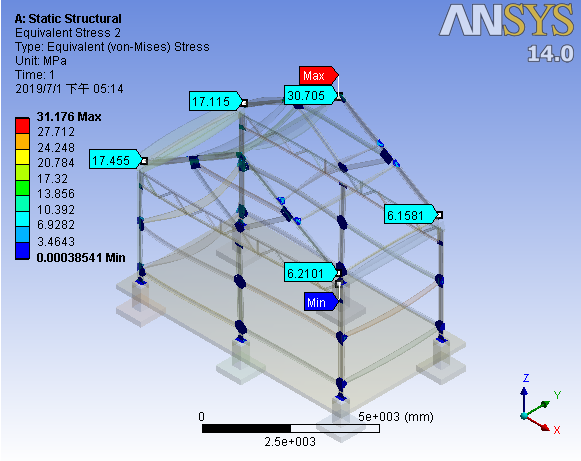 A: Static Structural
Equivalent Stress 2
Type: Equivalent (von-Mises) Stress
Unit: MPa
Time: 1
2019/7/1 下午 05:14
ANSYS
14.0
31.176 Max
27.712
24.248
20.784
17.32
13.856
10.392
6.9282
3.4643
0.00038541 Min
Max
30.705
17.115
17.455
6.1581
6.2101
Min
0
5e+003 (mm)
2.5e+003
Z
Y
X